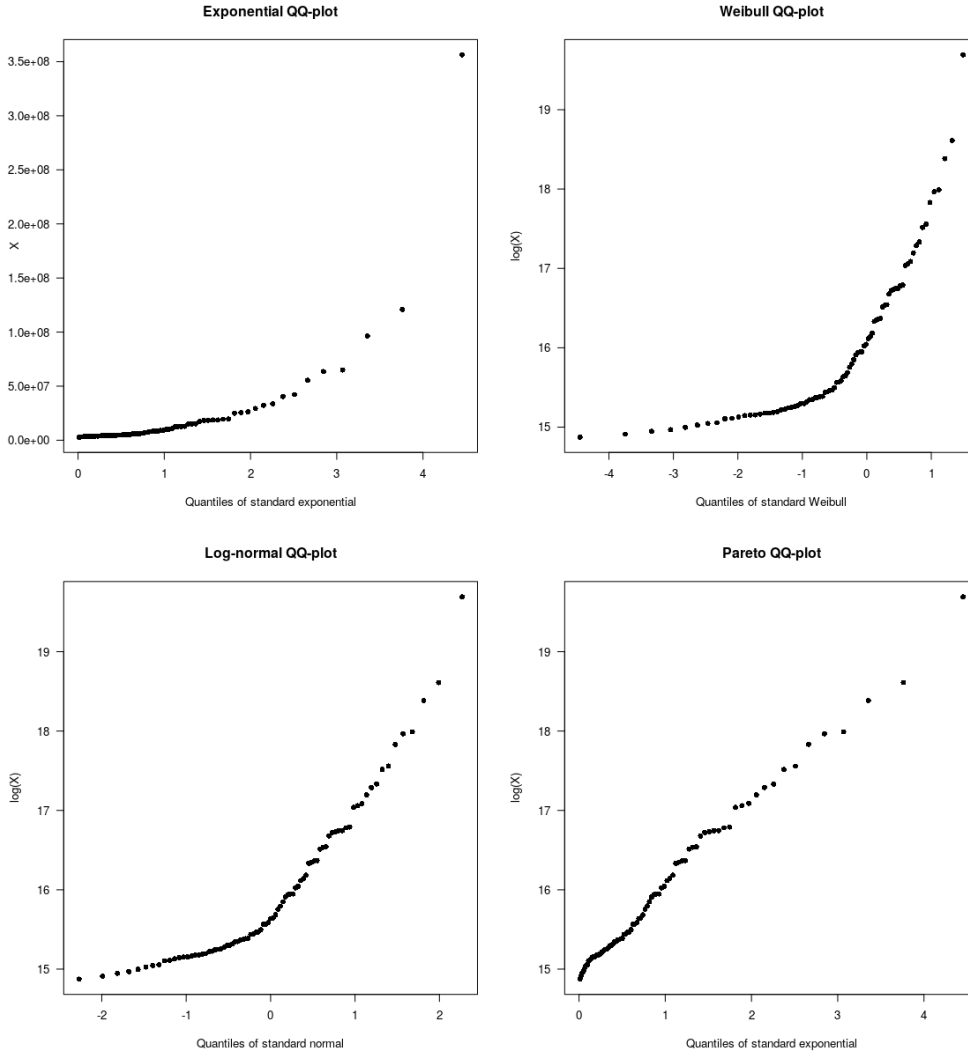 Exponential QQ-plot
3.5e+08
3.0e+08
2.5e+08
2.0e+08
X
1.5e+08
1.0e+08
5.0e+07
0.0e+00
0 1 2 3 4
Quantiles of standard exponential
Weibull QQ-plot
19
18
log(X)
17
16
15
-4 -3 -2 -1 0 1
Quantiles of standard Weibull
Log-normal QQ-plot
19
18
log(X)
17
16
15
-2 -1 0 1 2
Quantiles of standard normal
Pareto QQ-plot
19
18
log(X)
17
16
15
0 1 2 3 4
Quantiles of standard exponential